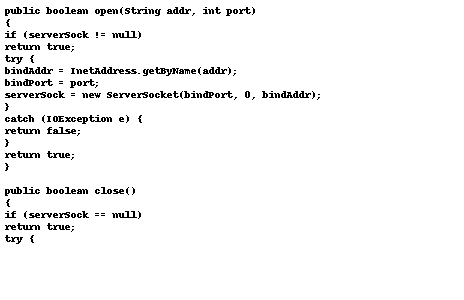 public boolean open(String addr, int port)
{
if (serverSock != null)
return true;
try {
bindAddr = InetAddress.getByName(addr);
bindPort = port;
serverSock = new ServerSocket(bindPort, 0, bindAddr);
}
catch (IOException e) {
return false;
}
return true;
}

public boolean close()
{
if (serverSock == null)
return true;
try {